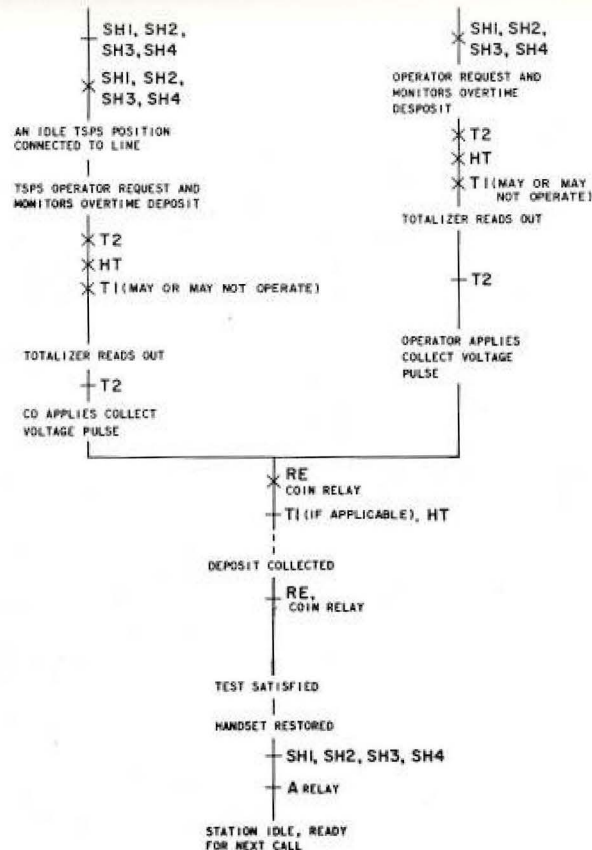 SH1, SH2,
SH3, SH4
SH1, SH2,
SH3, SH4
AN IDLE TSPS POSITION
CONNECTED TO LINE
TSPS OPERATOR REQUEST AND
MONITORS OVERTIME DEPOSIT
T2
HT
T1 (MAY OR MAY NOT OPERATE)
TOTALIZER READS OUT
T2
CO APPLIES COLLECT
VOLTAGE PULSE
SH1, SH2,
SH3, SH4
OPERATOR REQUEST AND
MONITORS OVERTIME
DESPOSIT
T2
HT
T1 (MAY OR MAY
NOT OPERATE)
TOTALIZER READS OUT
T2
OPERATOR APPLIES
COLLECT VOLTAGE
PULSE
RE
COIN RELAY
T1 (IF APPLICABLE), HT
DEPOSIT COLLECTED
RE,
COIN RELAY
TEST SATISFIED
HANDSET RESTORED
SH1, SH2, SH3, SH4
A RELAY
STATION IDLE, READY
FOR NEXT CALL